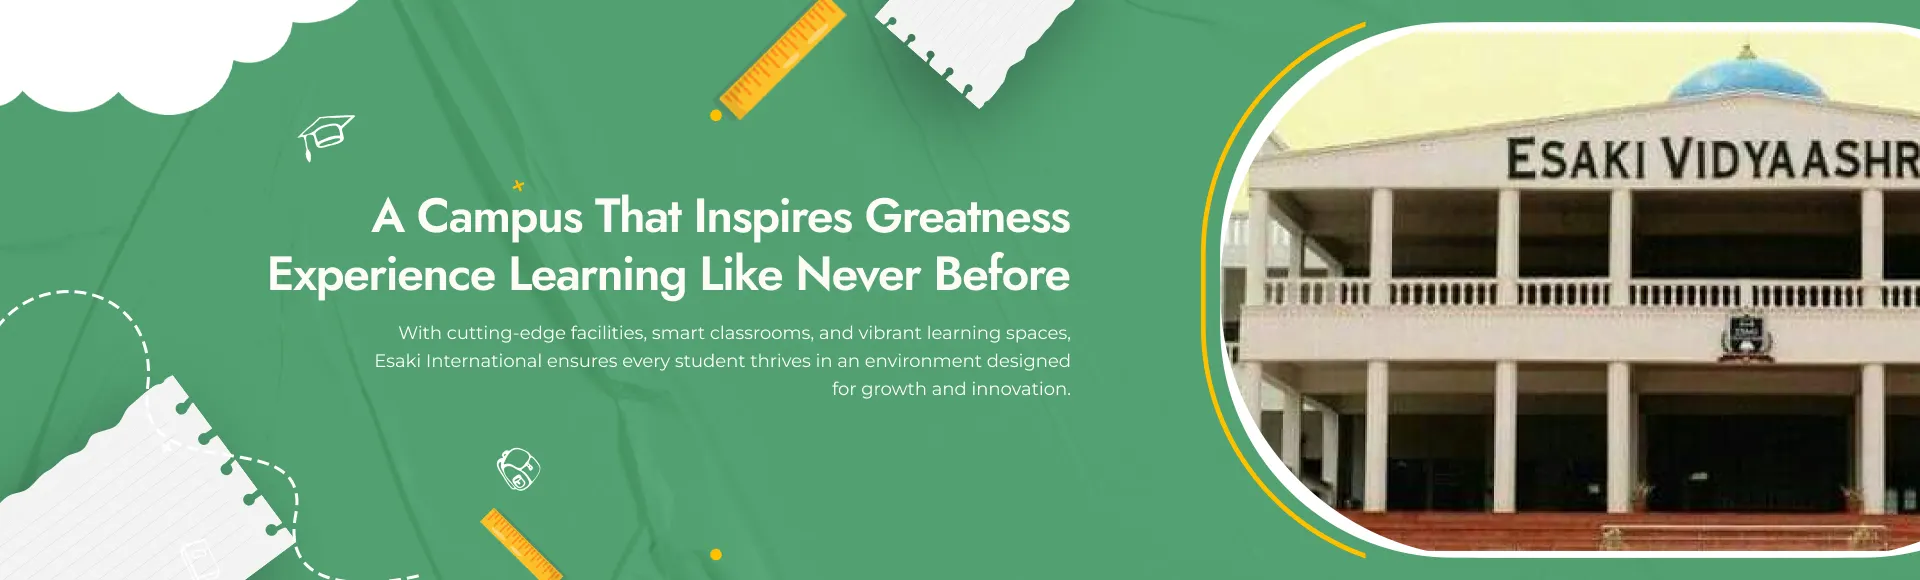 A Campus That Inspires Greatness
Experience Learning Like Never Before
With cutting-edge facilities, smart classrooms, and vibrant learning spaces,
Esaki International ensures every student thrives in an environment designed
for growth and innovation.
ESAKI VIDYAASHR